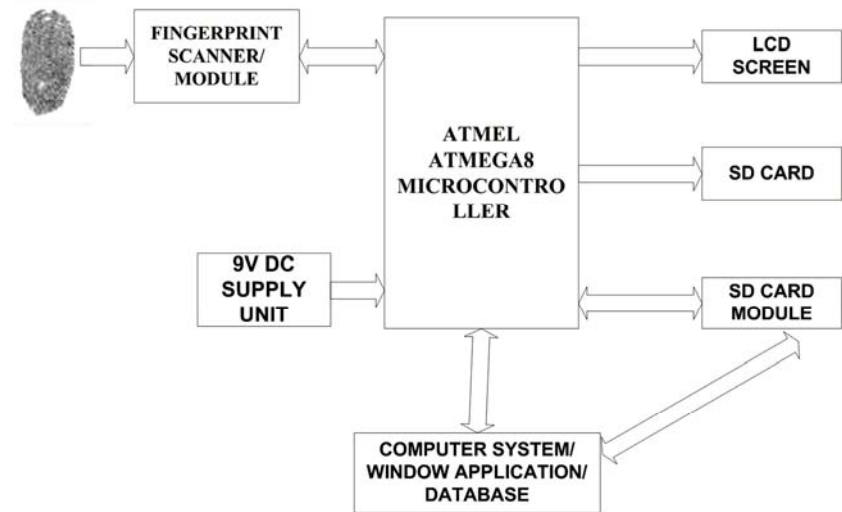 FINGERPRINT
SCANNER/
MODULE
LCD
SCREEN
ATMEL
ATMEGA8
MICROCONTRO
LLER
SD CARD
9V DC
SUPPLY
UNIT
SD CARD
MODULE
COMPUTER SYSTEM/
WINDOW APPLICATION/
DATABASE